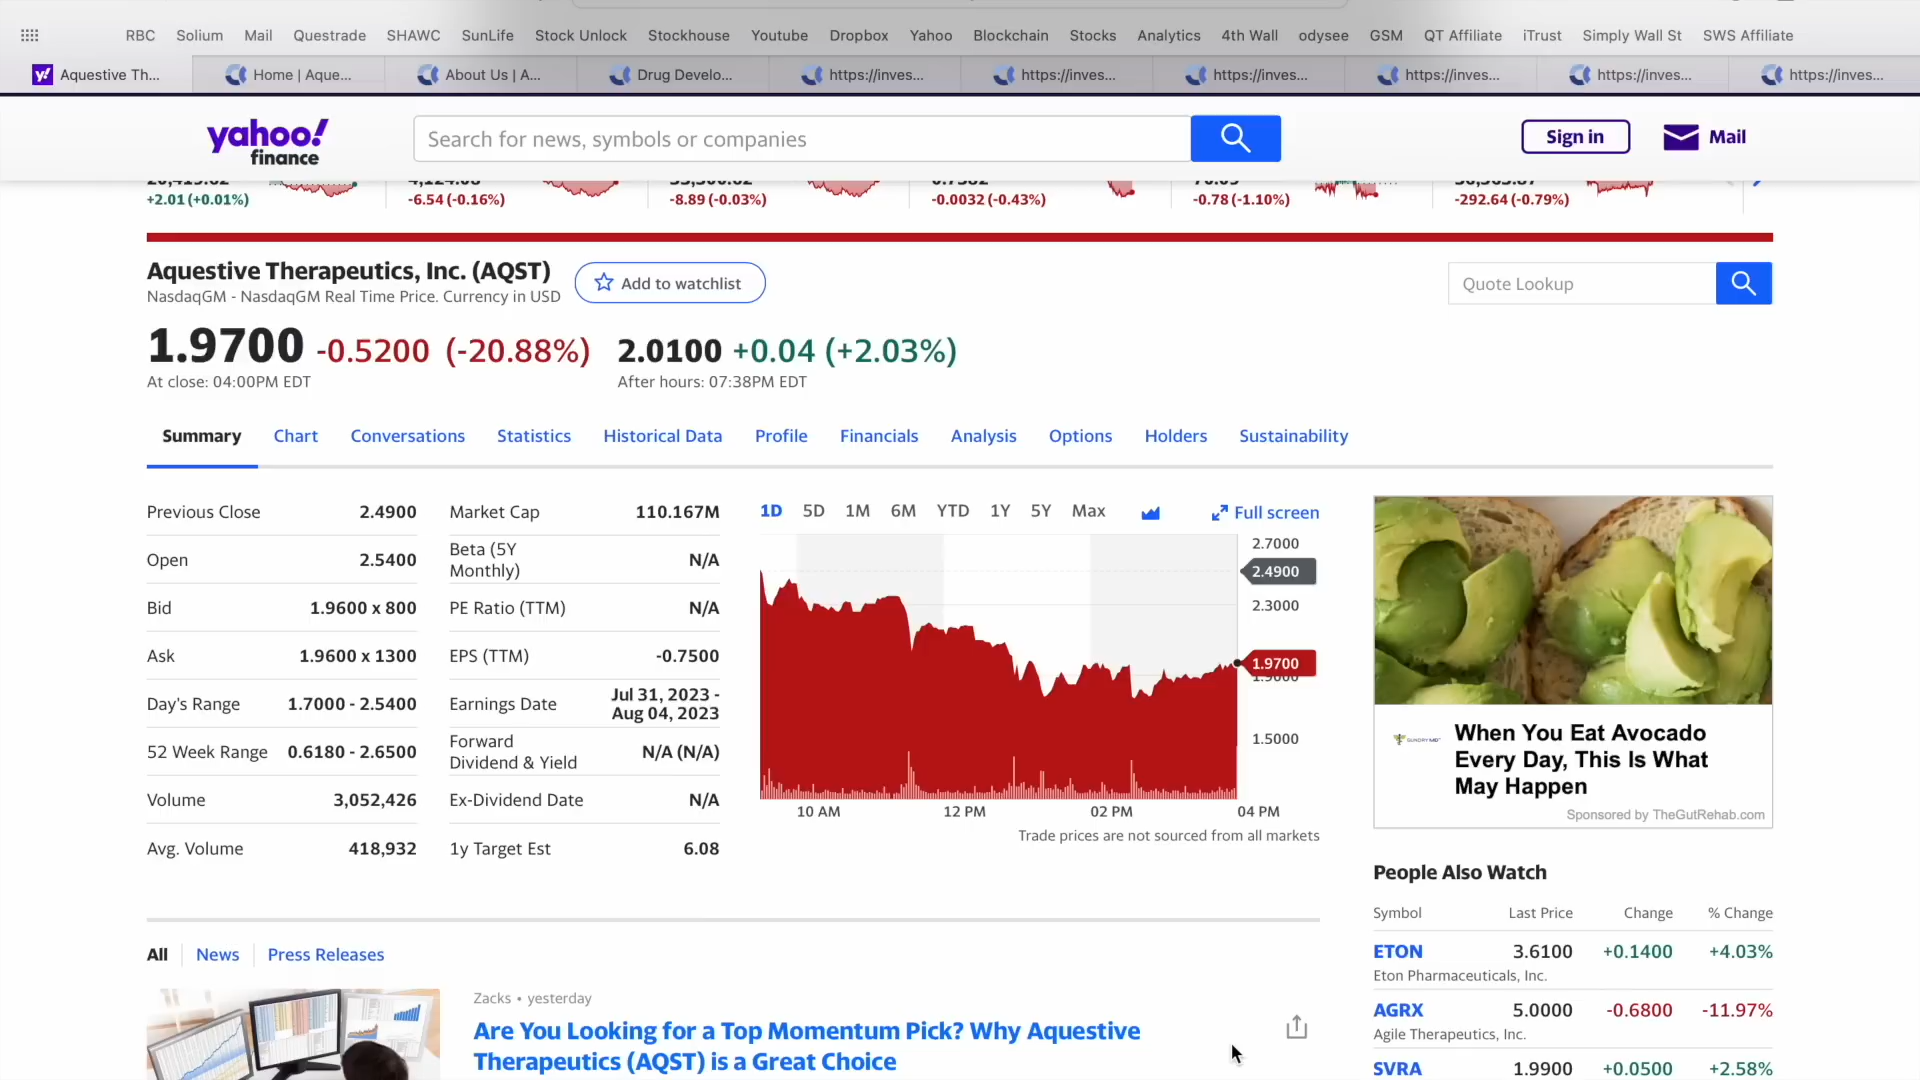 RBC Solium Mail Questrade SHAWC SunLife Stock Unlock Stockhouse Youtube Dropbox Yahoo Blockchain Stocks Analytics 4th Wall odysee GSM QT Affiliate iTrust Simply Wall St SWS Affiliate
Aquestive Th... Home | Aque... About Us | A... Drug Develo... https://inves... https://inves... https://inves... https://inves... https://inves... https://inves...
yahoo!
finance
Search for news, symbols or companies
Sign in
Mail
+2.01 (+0.01%) -6.54 (-0.16%) -8.89 (-0.03%) -0.0032 (-0.43%) -0.78 (-1.10%) -292.64 (-0.79%)
Aquestive Therapeutics, Inc. (AQST)
NasdaqGM - NasdaqGM Real Time Price. Currency in USD
Add to watchlist
Quote Lookup
1.9700 -0.5200 (-20.88%) 2.0100 +0.04 (+2.03%)
At close: 04:00PM EDT After hours: 07:38PM EDT
Summary Chart Conversations Statistics Historical Data Profile Financials Analysis Options Holders Sustainability
Previous Close 2.4900
Open 2.5400
Bid 1.9600 x 800
Ask 1.9600 x 1300
Day's Range 1.7000 - 2.5400
52 Week Range 0.6180 - 2.6500
Volume 3,052,426
Avg. Volume 418,932
Market Cap 110.167M
Beta (5Y
Monthly) N/A
PE Ratio (TTM) N/A
EPS (TTM) -0.7500
Earnings Date Jul 31, 2023 -
Aug 04, 2023
Forward
Dividend & Yield N/A (N/A)
Ex-Dividend Date N/A
1y Target Est 6.08
1D 5D 1M 6M YTD 1Y 5Y Max Full screen
2.7000
2.4900
2.3000
1.9700
1.9000
1.5000
10 AM 12 PM 02 PM 04 PM
Trade prices are not sourced from all markets
When You Eat Avocado
Every Day, This Is What
May Happen
GUNDRY MD
Sponsored by TheGutRehab.com
People Also Watch
Symbol Last Price Change % Change
ETON 3.6100 +0.1400 +4.03%
Eton Pharmaceuticals, Inc.
AGRX 5.0000 -0.6800 -11.97%
Agile Therapeutics, Inc.
SVRA 1.9900 +0.0500 +2.58%
All News Press Releases
Zacks • yesterday
Are You Looking for a Top Momentum Pick? Why Aquestive
Therapeutics (AQST) is a Great Choice